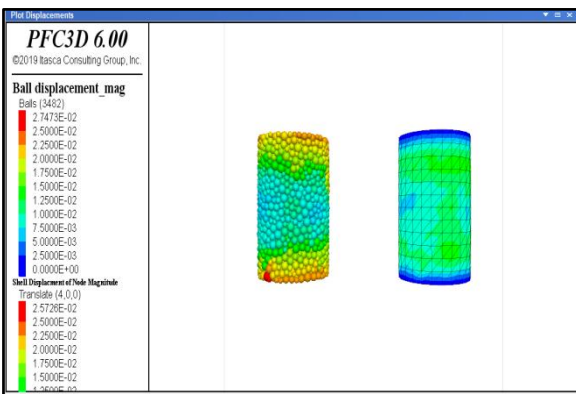 Plot Displacements
PFC3D 6.00
©2019 Itasca Consulting Group, Inc.
Ball displacement_mag
Balls (3482)
2.7473E-02
2.5000E-02
2.2500E-02
2.0000E-02
1.7500E-02
1.5000E-02
1.2500E-02
1.0000E-02
7.5000E-03
5.0000E-03
2.5000E-03
0.0000E+00
Shell Displacment of Node Magnitude
Translate (4,0,0)
2.5726E-02
2.5000E-02
2.2500E-02
2.0000E-02
1.7500E-02
1.5000E-02